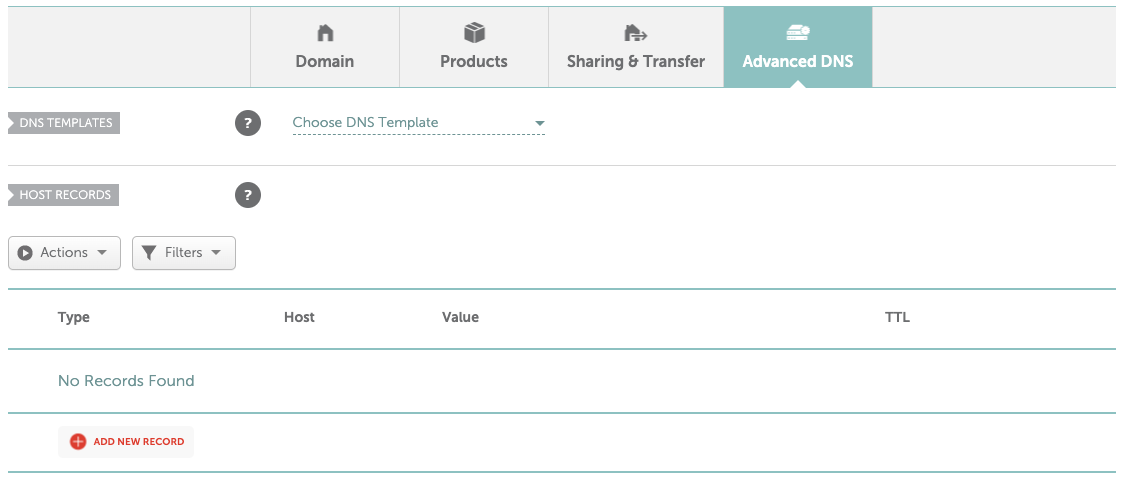 Domain
Products
Sharing & Transfer
Advanced DNS
DNS TEMPLATES
?
Choose DNS Template
HOST RECORDS
?
Actions
Filters
Type Host Value TTL
No Records Found
ADD NEW RECORD